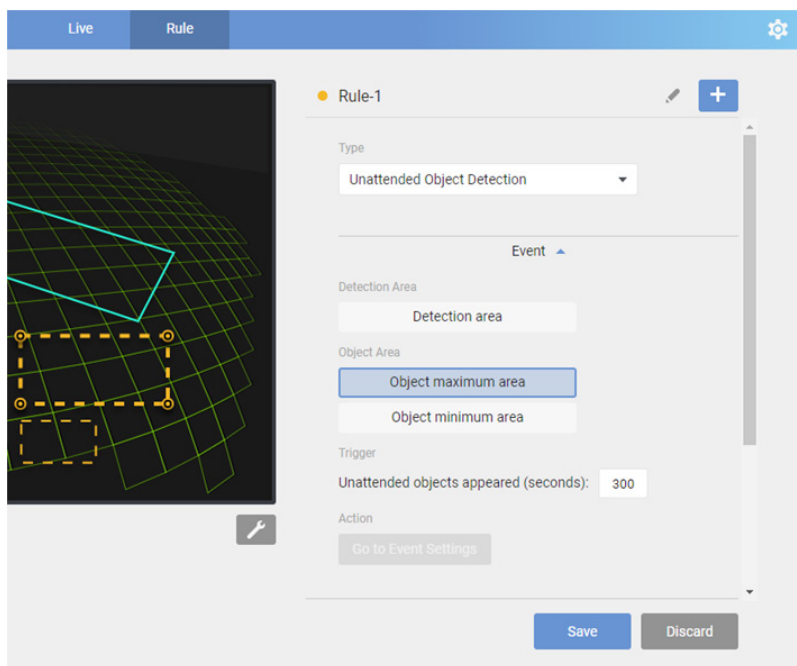 Live Rule
Rule-1
Type
Unattended Object Detection
Event
Detection Area
Detection area
Object Area
Object maximum area
Object minimum area
Trigger
Unattended objects appeared (seconds): 300
Action
Go to Event Settings
Save Discard